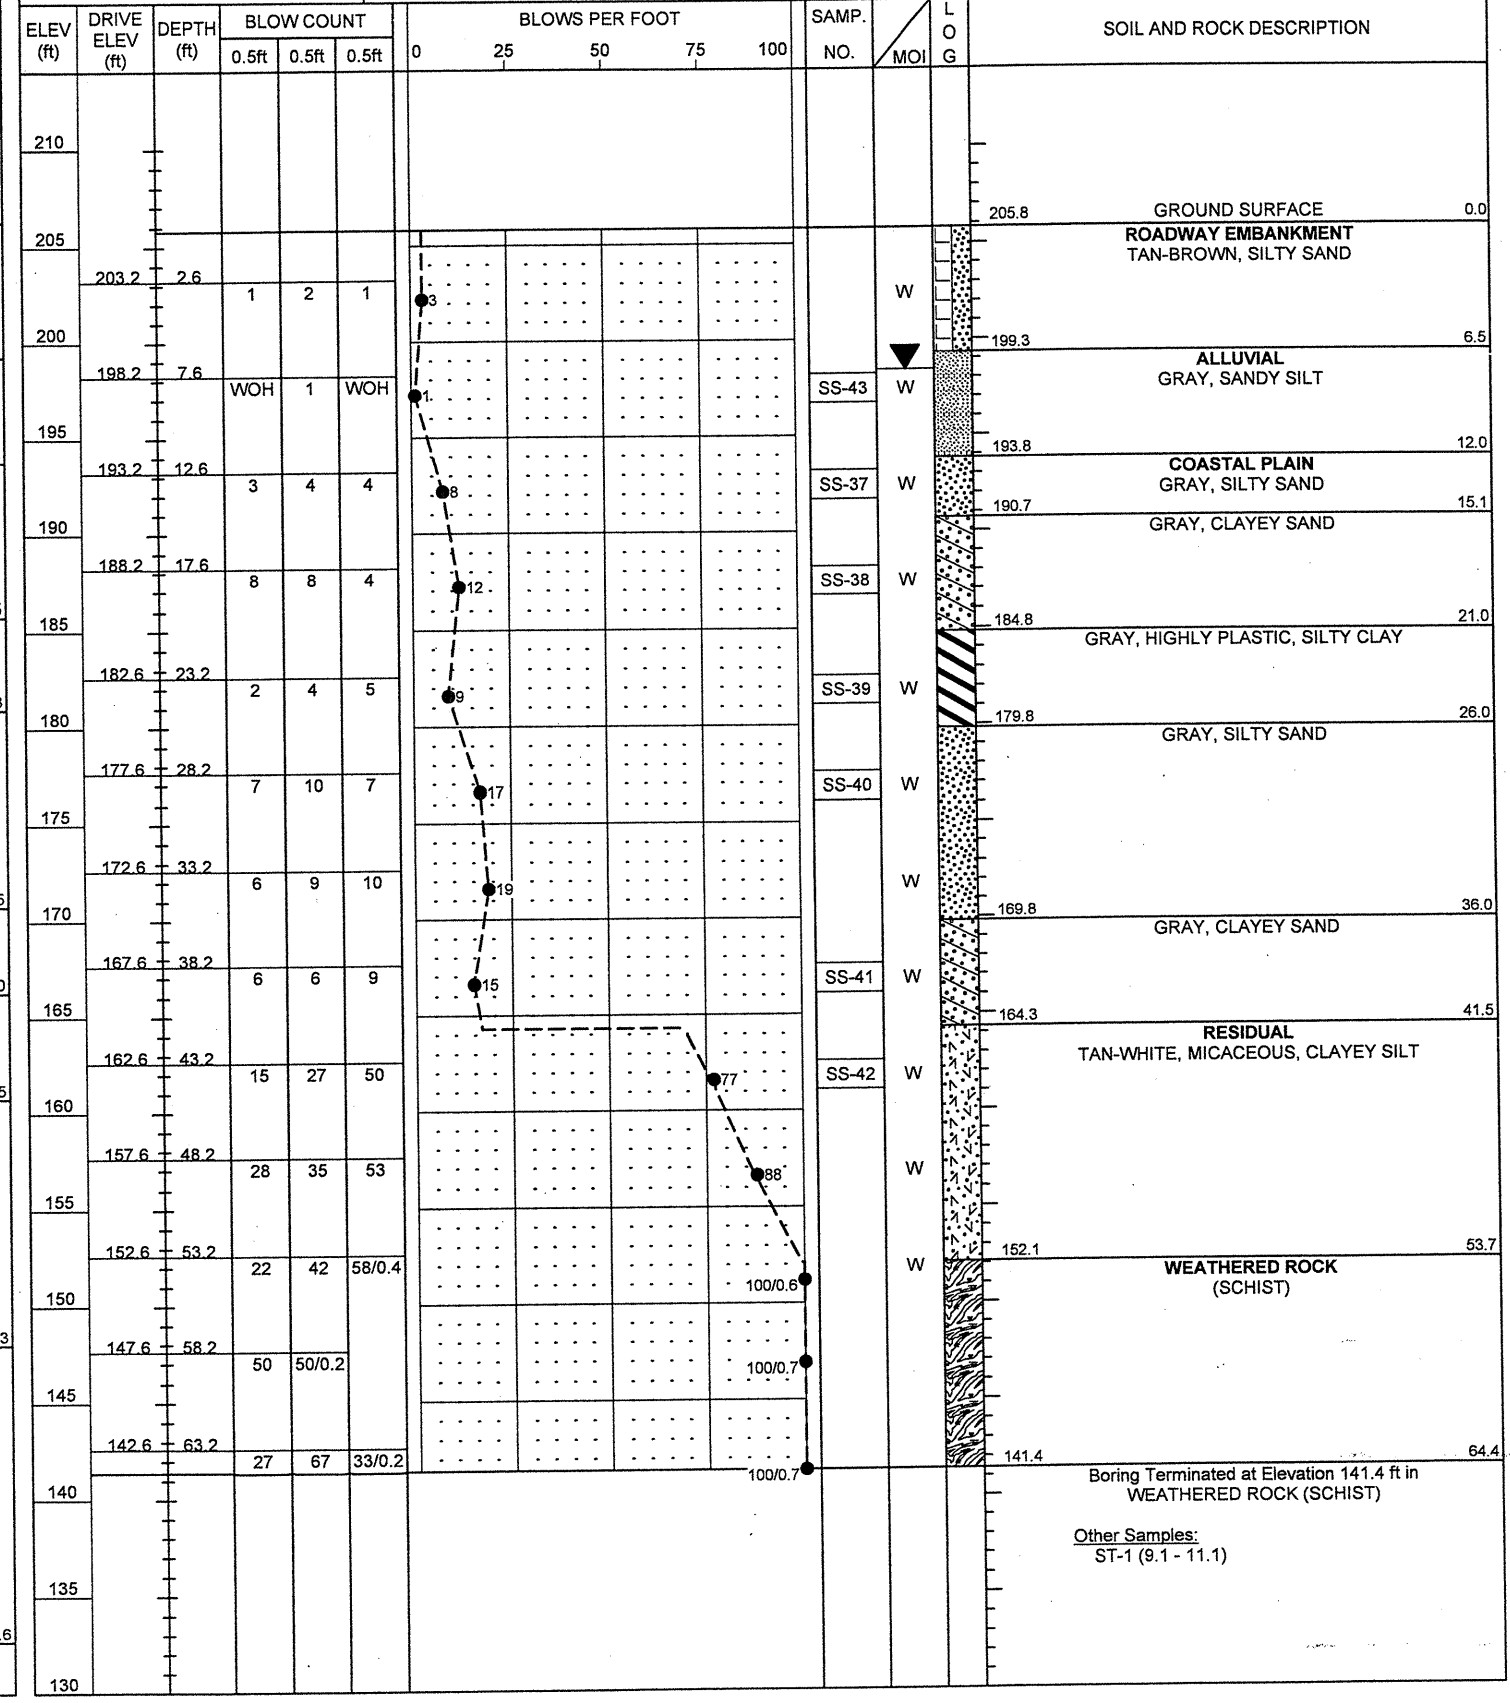 ELEV (ft) DRIVE ELEV (ft) DEPTH (ft) BLOW COUNT BLOWS PER FOOT SAMP. NO. MOI LOG SOIL AND ROCK DESCRIPTION
0.5ft 0.5ft 0.5ft 0 25 50 75 100
210
205.8 GROUND SURFACE 0.0
205 ROADWAY EMBANKMENT
TAN-BROWN, SILTY SAND
203.2 2.6 1 2 1 3 W
200 199.3 6.5
ALLUVIAL
198.2 7.6 WOH 1 WOH 1 SS-43 W GRAY, SANDY SILT
195 193.8 12.0
COASTAL PLAIN
193.2 12.6 3 4 4 8 SS-37 W GRAY, SILTY SAND
190.7 15.1
190 GRAY, CLAYEY SAND
188.2 17.6 8 8 4 12 SS-38 W
185 184.8 21.0
GRAY, HIGHLY PLASTIC, SILTY CLAY
182.6 23.2 2 4 5 9 SS-39 W
180 179.8 26.0
GRAY, SILTY SAND
177.6 28.2 7 10 7 17 SS-40 W
175
172.6 33.2 6 9 10 19 W
170 169.8 36.0
GRAY, CLAYEY SAND
167.6 38.2 6 6 9 15 SS-41 W
165 164.3 41.5
RESIDUAL
TAN-WHITE, MICACEOUS, CLAYEY SILT
162.6 43.2 15 27 50 77 SS-42 W
160
157.6 48.2 28 35 53 88 W
155
152.6 53.2 22 42 58/0.4 100/0.6 W 152.1 53.7
WEATHERED ROCK
(SCHIST)
150
147.6 58.2 50 50/0.2 100/0.7
145
142.6 63.2 27 67 33/0.2 100/0.7 141.4 64.4
Boring Terminated at Elevation 141.4 ft in
140 WEATHERED ROCK (SCHIST)
Other Samples:
ST-1 (9.1 - 11.1)
135
130